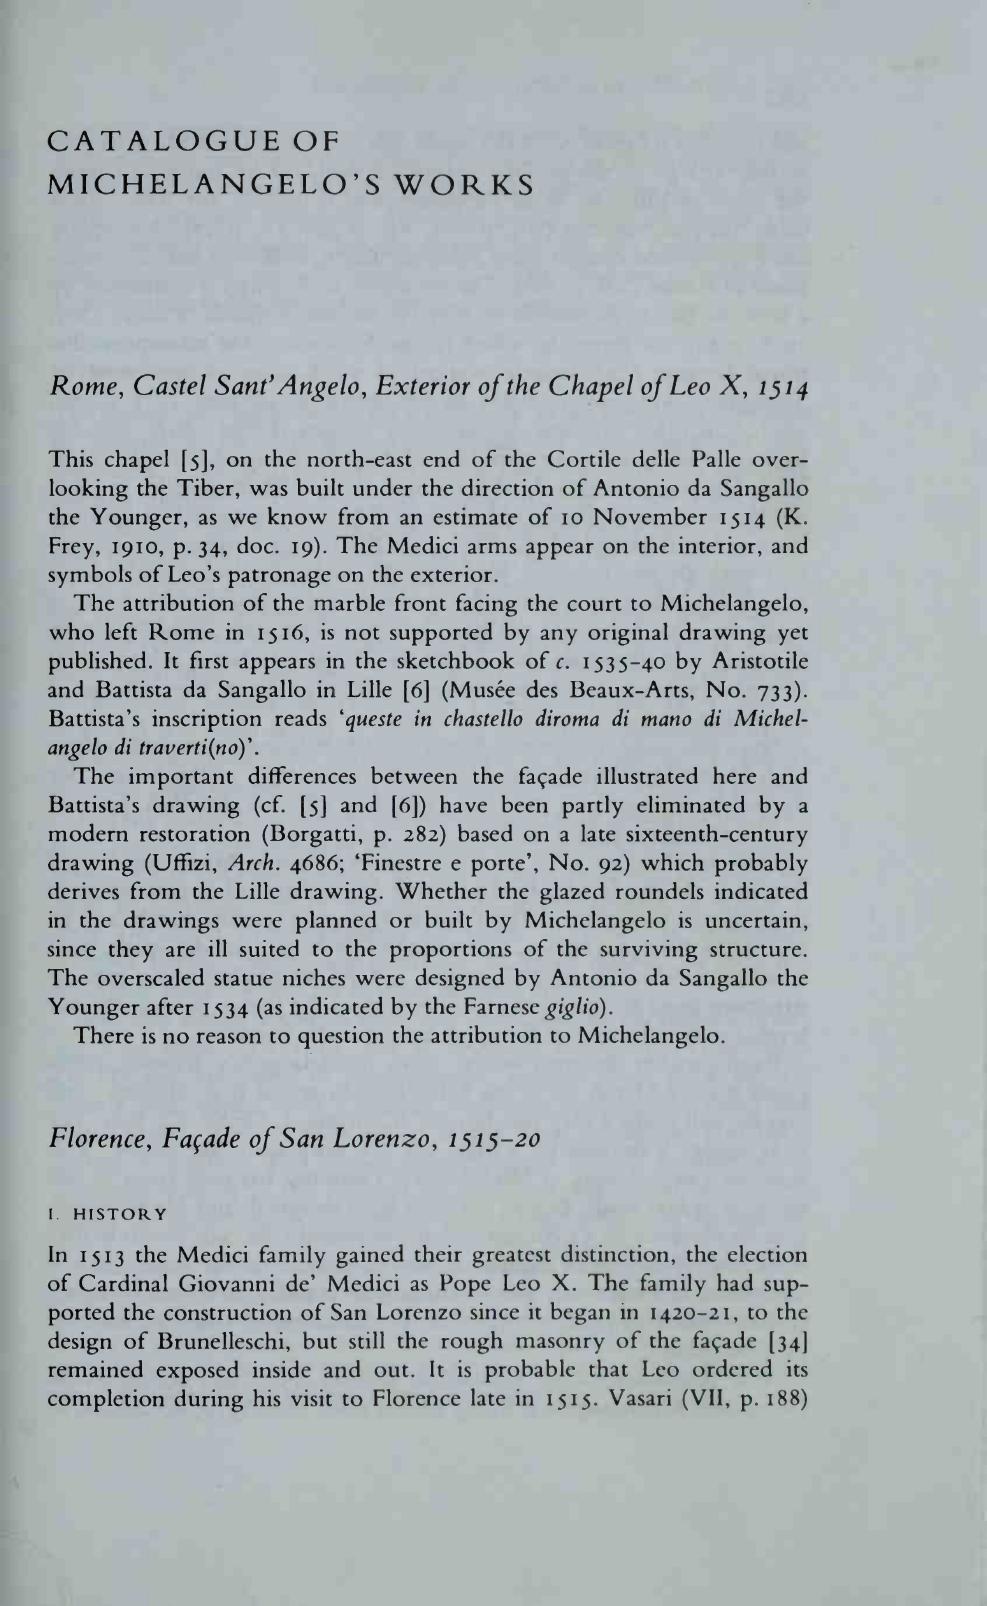 CATALOGUE OF
MICHELANGELO'S WORKS
Rome, Castel Sant' Angelo, Exterior of the Chapel of Leo X, 1514
This chapel [5], on the north-east end of the Cortile delle Palle over-
looking the Tiber, was built under the direction of Antonio da Sangallo
the Younger, as we know from an estimate of 10 November 1514 (K.
Frey, 1910, p. 34, doc. 19). The Medici arms appear on the interior, and
symbols of Leo's patronage on the exterior.
The attribution of the marble front facing the court to Michelangelo,
who left Rome in 1516, is not supported by any original drawing yet
published. It first appears in the sketchbook of c. 1535–40 by Aristotile
and Battista da Sangallo in Lille [6] (Musée des Beaux-Arts, No. 733).
Battista's inscription reads 'queste in chastello diroma di mano di Michel-
angelo di traverti(no)'.
The important differences between the façade illustrated here and
Battista's drawing (cf. [5] and [6]) have been partly eliminated by a
modern restoration (Borgatti, p. 282) based on a late sixteenth-century
drawing (Uffizi, Arch. 4686; 'Finestre e porte', No. 92) which probably
derives from the Lille drawing. Whether the glazed roundels indicated
in the drawings were planned or built by Michelangelo is uncertain,
since they are ill suited to the proportions of the surviving structure.
The overscaled statue niches were designed by Antonio da Sangallo the
Younger after 1534 (as indicated by the Farnese giglio).
There is no reason to question the attribution to Michelangelo.
Florence, Façade of San Lorenzo, 1515–20
I. HISTORY
In 1513 the Medici family gained their greatest distinction, the election
of Cardinal Giovanni de' Medici as Pope Leo X. The family had sup-
ported the construction of San Lorenzo since it began in 1420–21, to the
design of Brunelleschi, but still the rough masonry of the façade [34]
remained exposed inside and out. It is probable that Leo ordered its
completion during his visit to Florence late in 1515. Vasari (VII, p. 188)